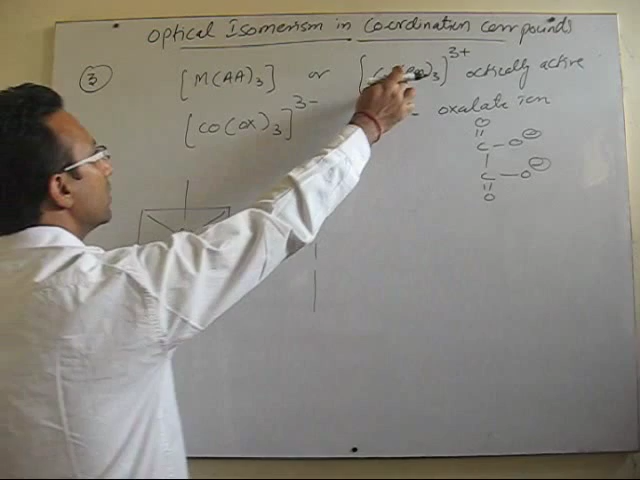 Optical Isomerism in Coordination Compounds
③ [M(AA)3] or [Co(en)3]3+ optically active
[CO(OX)3]3- - oxalate ion
O
C - O⊖
C - O⊖
O